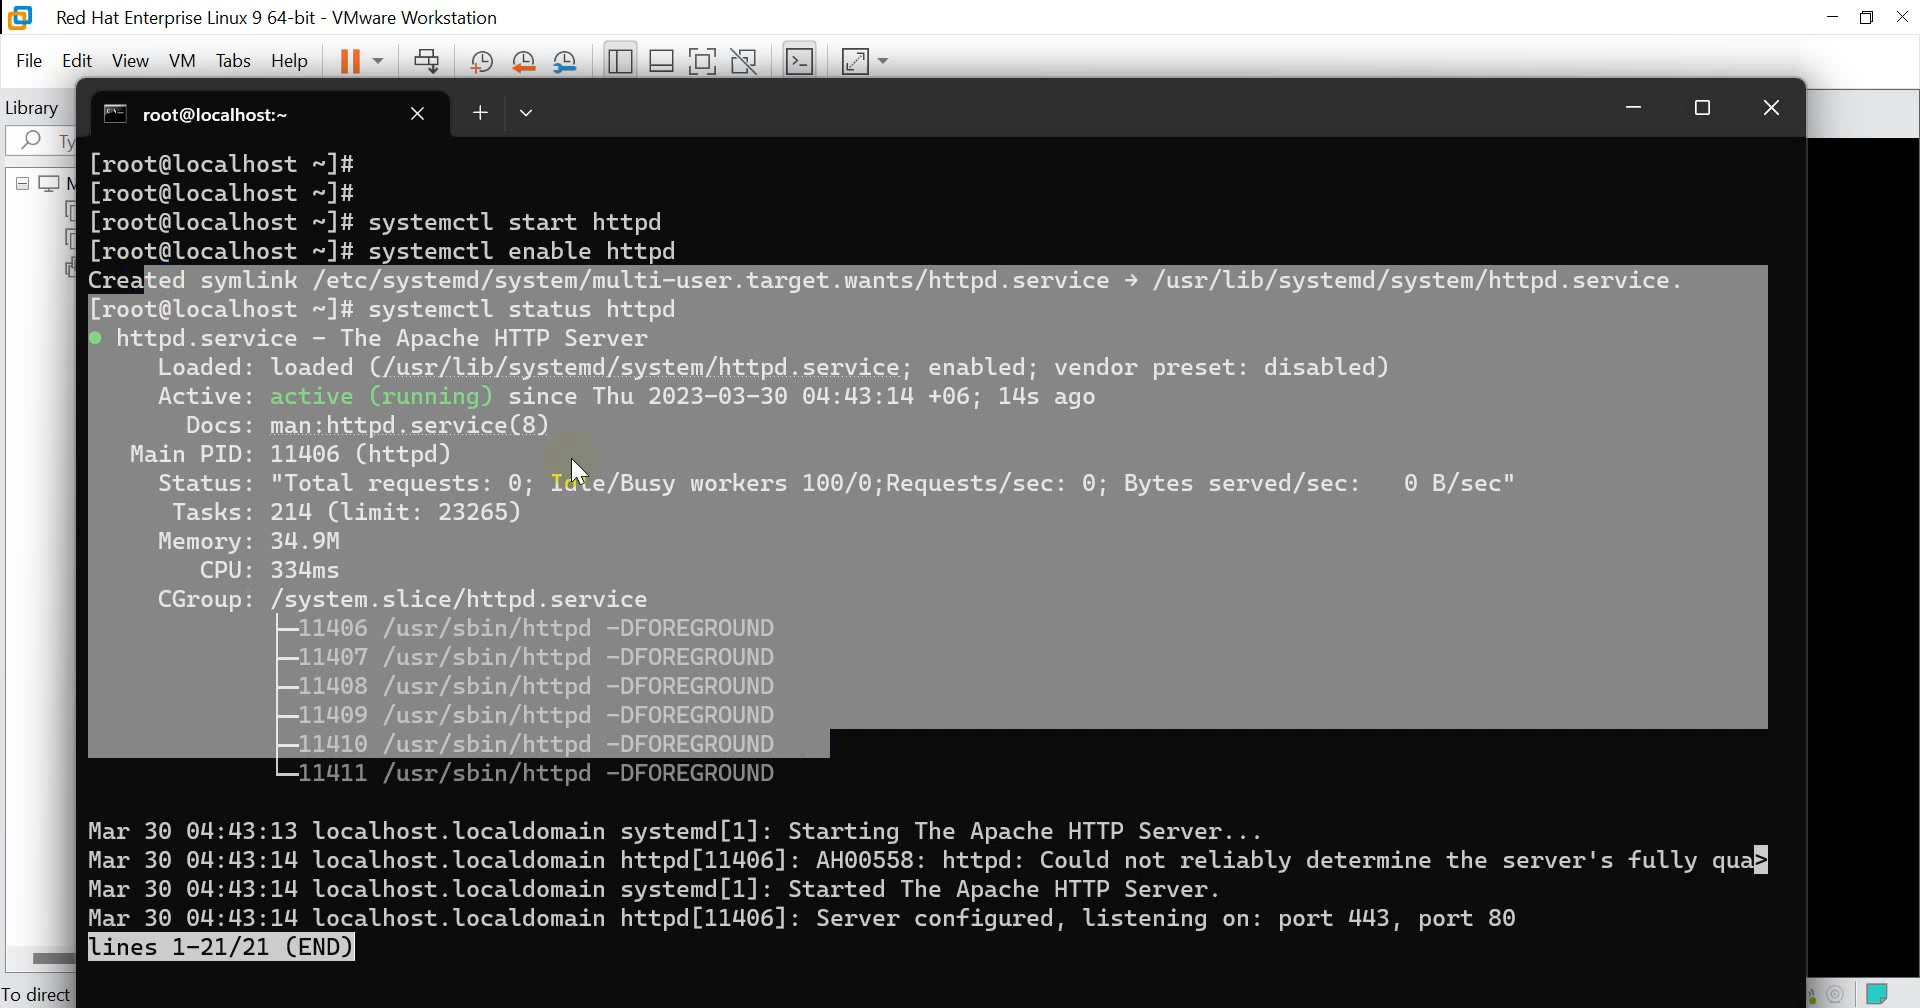 Red Hat Enterprise Linux 9 64-bit - VMware Workstation
File Edit View VM Tabs Help
Library
root@localhost:~
Ty
M
[root@localhost ~]#
[root@localhost ~]#
[root@localhost ~]# systemctl start httpd
[root@localhost ~]# systemctl enable httpd
Created symlink /etc/systemd/system/multi-user.target.wants/httpd.service → /usr/lib/systemd/system/httpd.service.
[root@localhost ~]# systemctl status httpd
● httpd.service - The Apache HTTP Server
Loaded: loaded (/usr/lib/systemd/system/httpd.service; enabled; vendor preset: disabled)
Active: active (running) since Thu 2023-03-30 04:43:14 +06; 14s ago
Docs: man:httpd.service(8)
Main PID: 11406 (httpd)
Status: "Total requests: 0; Idle/Busy workers 100/0;Requests/sec: 0; Bytes served/sec:   0 B/sec"
Tasks: 214 (limit: 23265)
Memory: 34.9M
CPU: 334ms
CGroup: /system.slice/httpd.service
├─11406 /usr/sbin/httpd -DFOREGROUND
├─11407 /usr/sbin/httpd -DFOREGROUND
├─11408 /usr/sbin/httpd -DFOREGROUND
├─11409 /usr/sbin/httpd -DFOREGROUND
├─11410 /usr/sbin/httpd -DFOREGROUND
└─11411 /usr/sbin/httpd -DFOREGROUND
Mar 30 04:43:13 localhost.localdomain systemd[1]: Starting The Apache HTTP Server...
Mar 30 04:43:14 localhost.localdomain httpd[11406]: AH00558: httpd: Could not reliably determine the server's fully qua>
Mar 30 04:43:14 localhost.localdomain systemd[1]: Started The Apache HTTP Server.
Mar 30 04:43:14 localhost.localdomain httpd[11406]: Server configured, listening on: port 443, port 80
lines 1-21/21 (END)
To direct